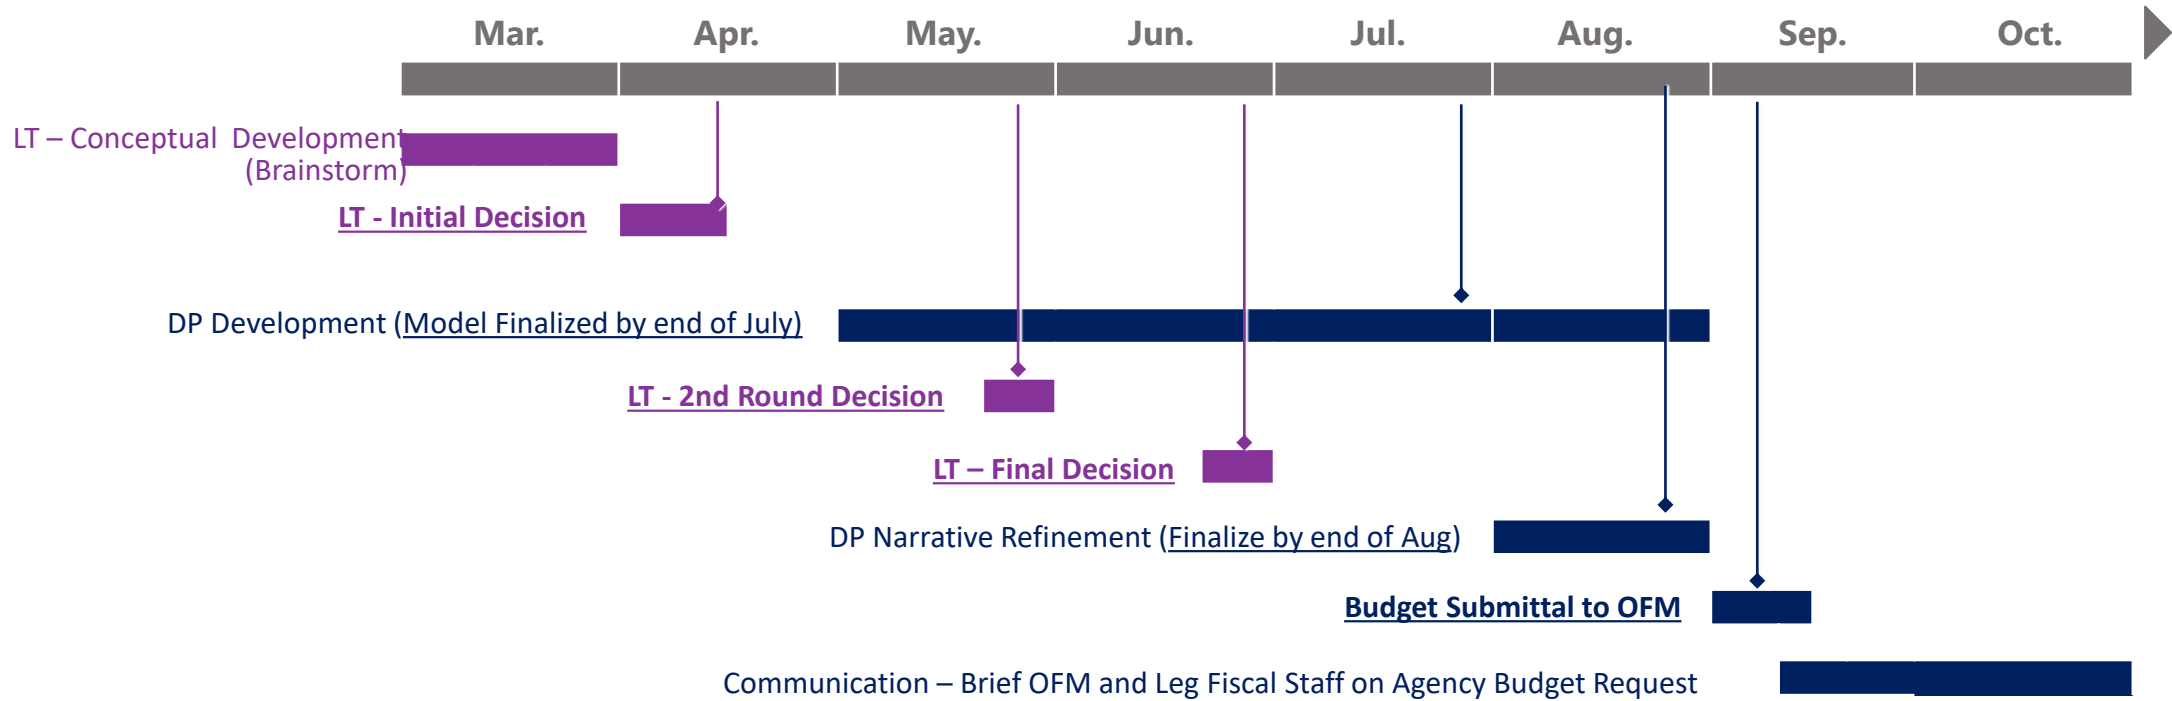 Mar. Apr. May. Jun. Jul. Aug. Sep. Oct.
LT – Conceptual Development
(Brainstorm)
LT - Initial Decision
DP Development (Model Finalized by end of July)
LT - 2nd Round Decision
LT – Final Decision
DP Narrative Refinement (Finalize by end of Aug)
Budget Submittal to OFM
Communication – Brief OFM and Leg Fiscal Staff on Agency Budget Request